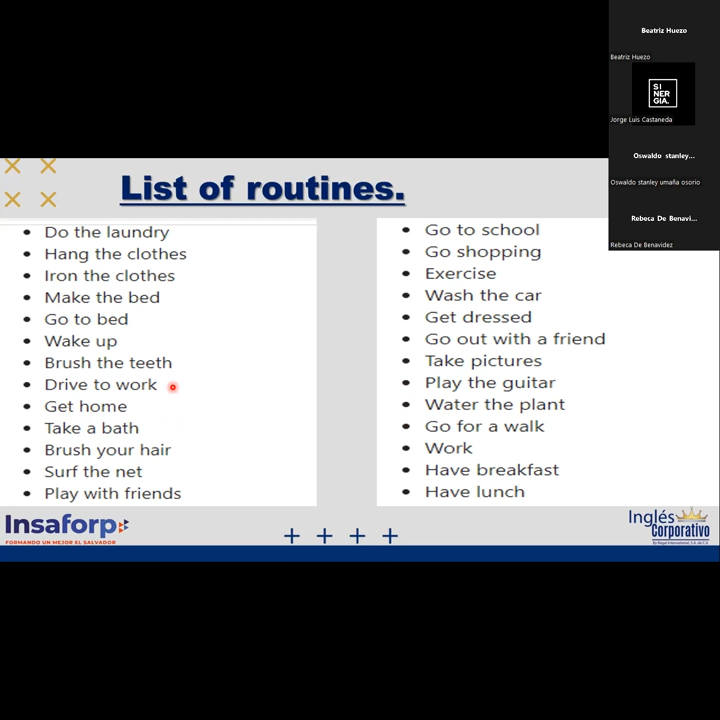 List of routines.
Do the laundry
Hang the clothes
Iron the clothes
Make the bed
Go to bed
Wake up
Brush the teeth
Drive to work
Get home
Take a bath
Brush your hair
Surf the net
Play with friends
Go to school
Go shopping
Exercise
Wash the car
Get dressed
Go out with a friend
Take pictures
Play the guitar
Water the plant
Go for a walk
Work
Have breakfast
Have lunch
Insaforp
FORMANDO UN MEJOR EL SALVADOR
Inglés
Corporativo
Beatriz Huezo
Beatriz Huezo
SI
NER
GIA.
Jorge Luis Castaneda
Oswaldo stanley...
Oswaldo stanley umaña osorio
Rebeca De Benavi...
Rebeca De Benavidez